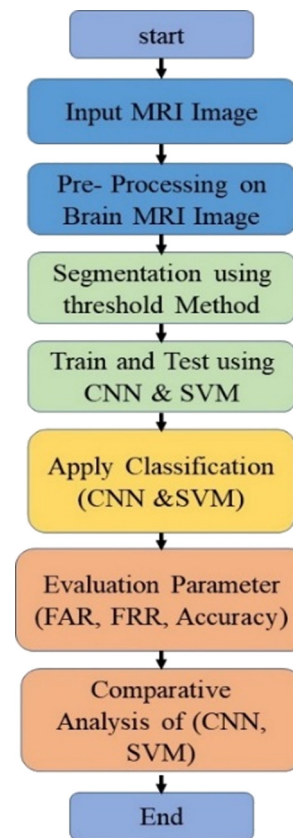 start
Input MRI Image
Pre- Processing on
Brain MRI Image
Segmentation using
threshold Method
Train and Test using
CNN & SVM
Apply Classification
(CNN &SVM)
Evaluation Parameter
(FAR, FRR, Accuracy)
Comparative
Analysis of (CNN,
SVM)
End